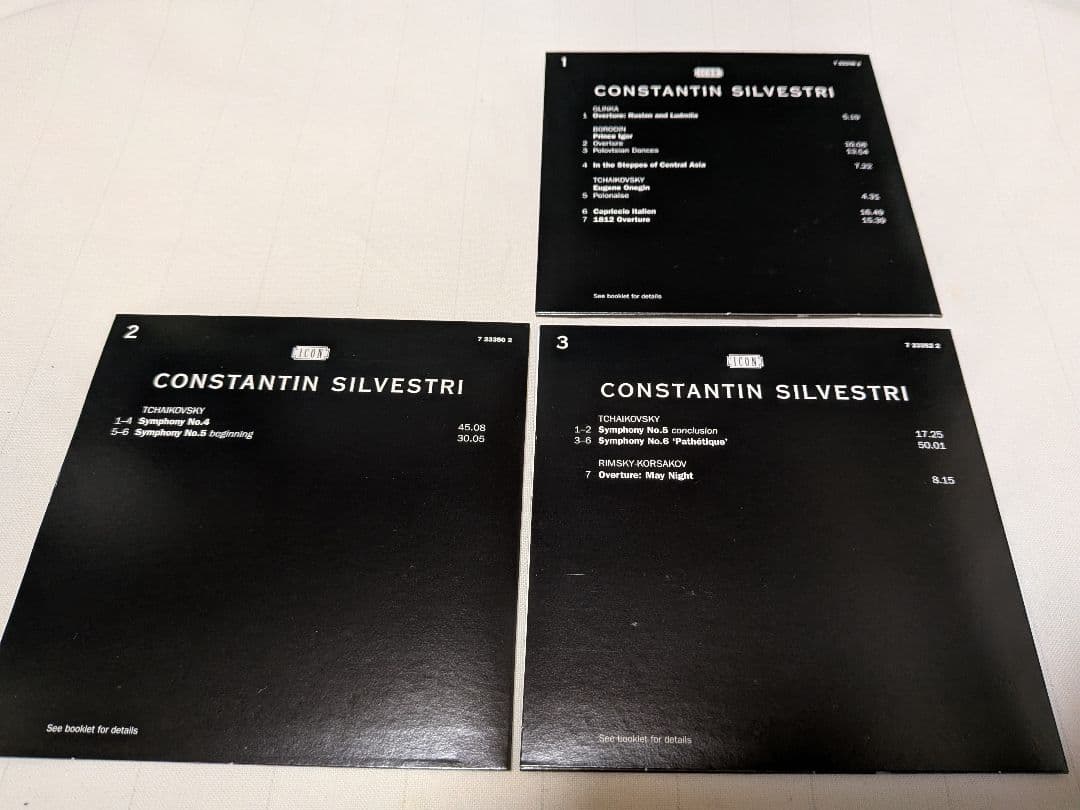 1
ICON
CONSTANTIN SILVESTRI
GLINKA
1 Overture: Ruslan and Ludmila
BORODIN
Prince Igor
2 Overture
3 Polovtsian Dances
4 In the Steppes of Central Asia 7.22
TCHAIKOVSKY
Eugene Onegin
5 Polonaise 4.35
6 Capriccio Italien 16.49
7 1812 Overture 15.39
See booklet for details
2
7 23350 2
ICON
CONSTANTIN SILVESTRI
TCHAIKOVSKY
1–4 Symphony No.4 45.08
5–6 Symphony No.5 beginning 30.05
See booklet for details
3
ICON
CONSTANTIN SILVESTRI
TCHAIKOVSKY
1–2 Symphony No.5 conclusion 17.25
3–6 Symphony No.6 ‘Pathétique’ 50.01
RIMSKY-KORSAKOV
7 Overture: May Night 8.15
See booklet for details